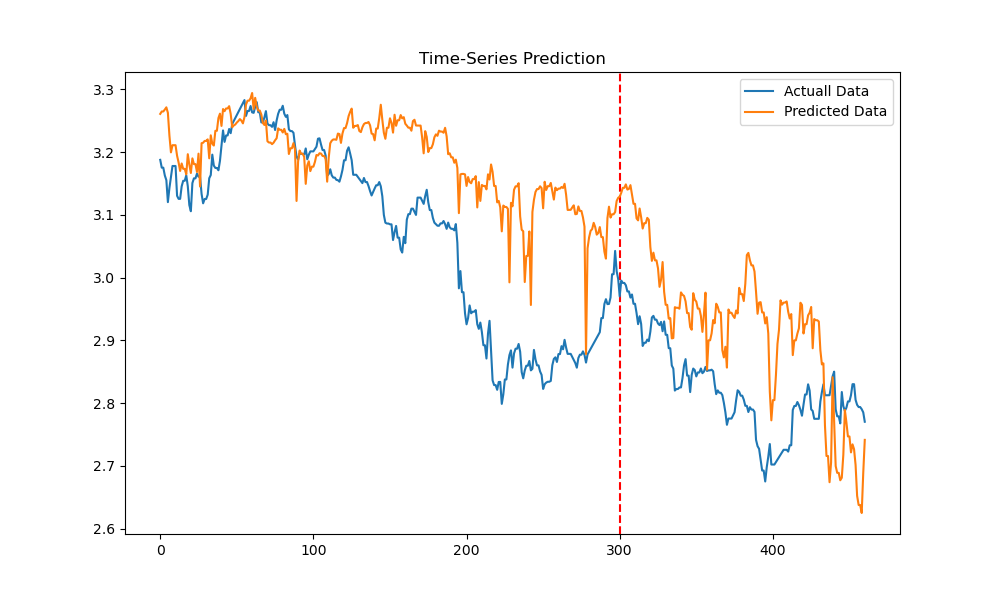 Time-Series Prediction
Actuall Data
Predicted Data
3.3
3.2
3.1
3.0
2.9
2.8
2.7
2.6
0 100 200 300 400